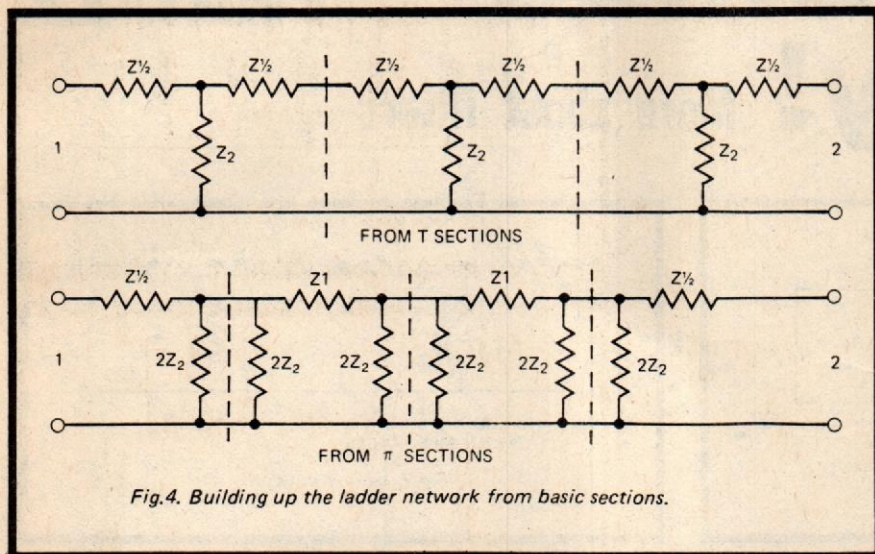 Z½ Z½ Z½ Z½ Z½ Z½
1 Z₂ Z₂ Z₂ 2
FROM T SECTIONS
Z½ Z1 Z1 Z½
1 2Z₂ 2Z₂ 2Z₂ 2Z₂ 2Z₂ 2Z₂ 2
FROM π SECTIONS
Fig.4. Building up the ladder network from basic sections.